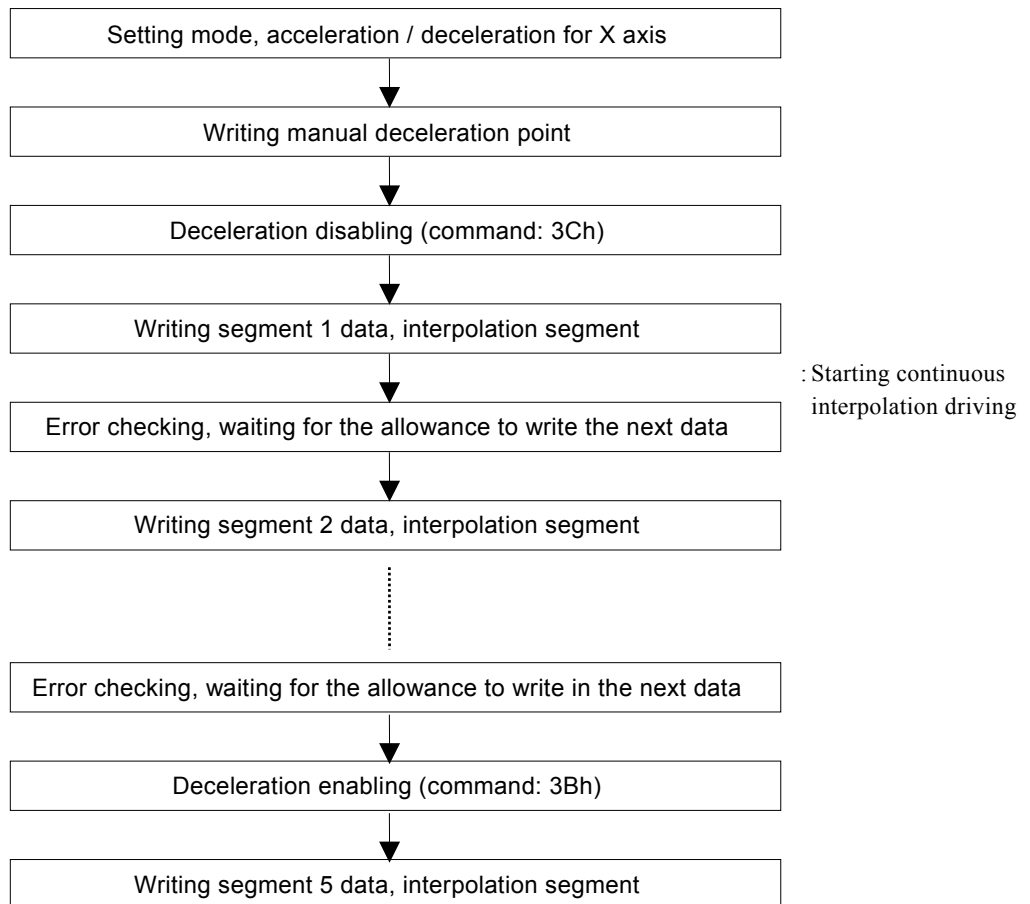 Setting mode, acceleration / deceleration for X axis
Writing manual deceleration point
Deceleration disabling (command: 3Ch)
Writing segment 1 data, interpolation segment
: Starting continuous
interpolation driving
Error checking, waiting for the allowance to write the next data
Writing segment 2 data, interpolation segment
Error checking, waiting for the allowance to write in the next data
Deceleration enabling (command: 3Bh)
Writing segment 5 data, interpolation segment